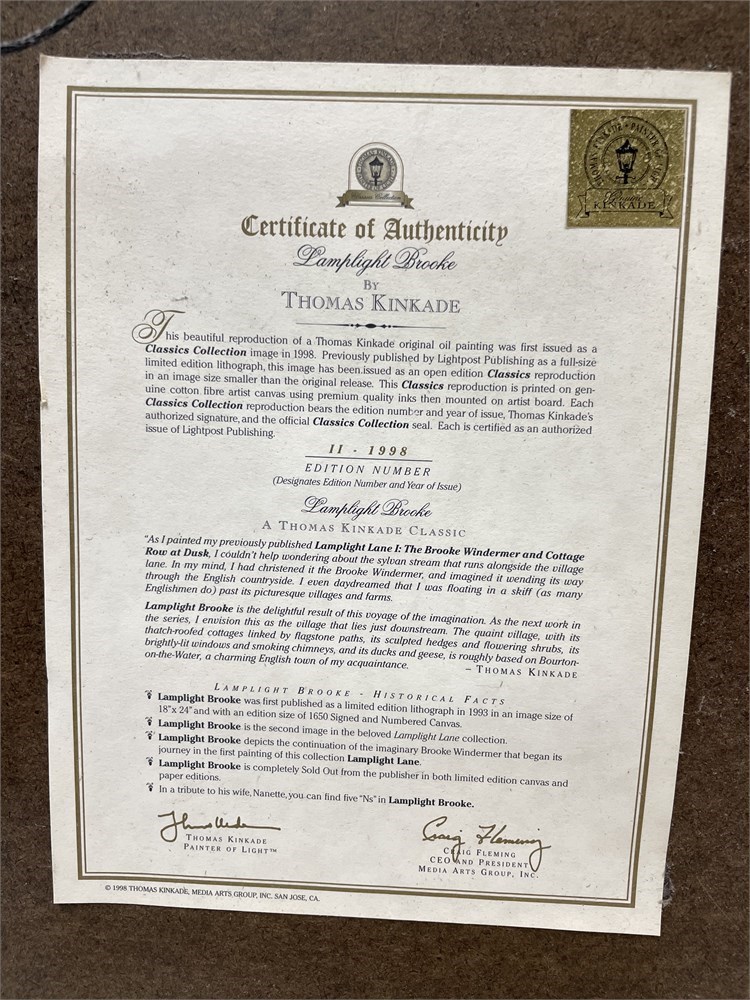 THOMAS KINKADE • PAINTER OF LIGHT
Genuine
KINKADE
Certificate of Authenticity
Lamplight Brooke
BY
THOMAS KINKADE
This beautiful reproduction of a Thomas Kinkade original oil painting was first issued as a
Classics Collection image in 1998. Previously published by Lightpost Publishing as a full-size
limited edition lithograph, this image has been issued as an open edition Classics reproduction
in an image size smaller than the original release. This Classics reproduction is printed on gen-
uine cotton fibre artist canvas using premium quality inks then mounted on artist board. Each
Classics Collection reproduction bears the edition number and year of issue, Thomas Kinkade's
authorized signature, and the official Classics Collection seal. Each is certified as an authorized
issue of Lightpost Publishing.
II - 1998
EDITION NUMBER
(Designates Edition Number and Year of Issue)
Lamplight Brooke
A THOMAS KINKADE CLASSIC
"As I painted my previously published Lamplight Lane I: The Brooke Windermer and Cottage
Row at Dusk, I couldn't help wondering about the sylvan stream that runs alongside the village
lane. In my mind, I had christened it the Brooke Windermer, and imagined it wending its way
through the English countryside. I even daydreamed that I was floating in a skiff (as many
Englishmen do) past its picturesque villages and farms.
Lamplight Brooke is the delightful result of this voyage of the imagination. As the next work in
the series, I envision this as the village that lies just downstream. The quaint village, with its
thatch-roofed cottages linked by flagstone paths, its sculpted hedges and flowering shrubs, its
brightly-lit windows and smoking chimneys, and its ducks and geese, is roughly based on Bourton-
on-the-Water, a charming English town of my acquaintance. – THOMAS KINKADE
LAMPLIGHT BROOKE - HISTORICAL FACTS
Lamplight Brooke was first published as a limited edition lithograph in 1993 in an image size of
18"x 24" and with an edition size of 1650 Signed and Numbered Canvas.
Lamplight Brooke is the second image in the beloved Lamplight Lane collection.
Lamplight Brooke depicts the continuation of the imaginary Brooke Windermer that began its
journey in the first painting of this collection Lamplight Lane.
Lamplight Brooke is completely Sold Out from the publisher in both limited edition canvas and
paper editions.
In a tribute to his wife, Nanette, you can find five "Ns" in Lamplight Brooke.
THOMAS KINKADE
PAINTER OF LIGHT™
Craig Fleming
CRAIG FLEMING
CEO AND PRESIDENT
MEDIA ARTS GROUP, INC.
© 1998 THOMAS KINKADE, MEDIA ARTS GROUP, INC. SAN JOSE, CA.